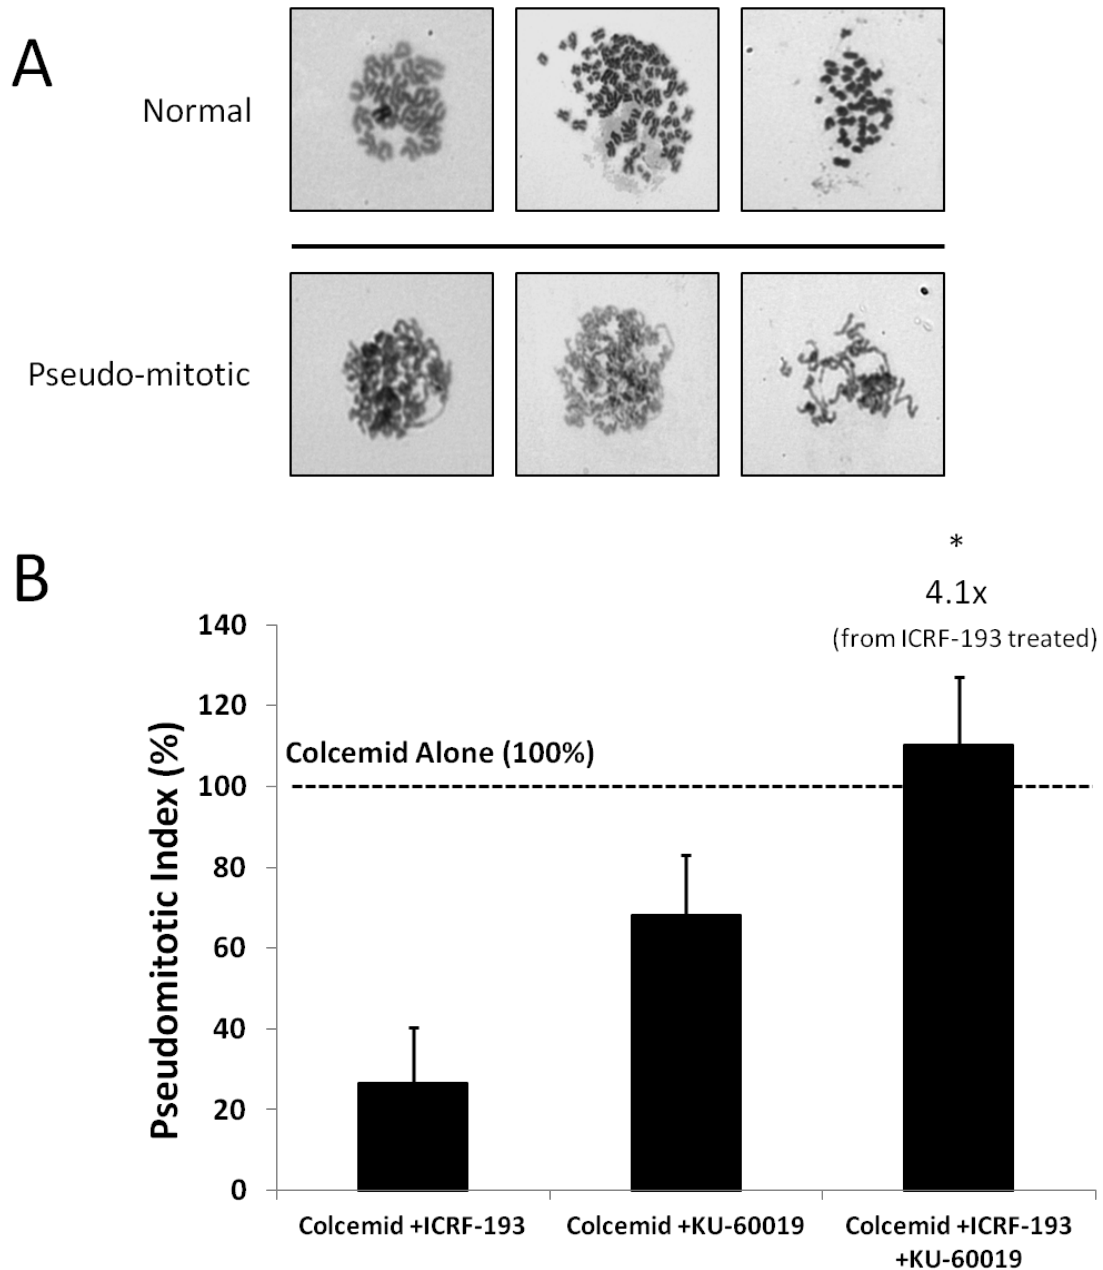 A
Normal
Pseudo-mitotic
B
*
4.1x
(from ICRF-193 treated)
140
120
100
80
60
40
20
0
Pseudomitotic Index (%)
Colcemid Alone (100%)
Colcemid +ICRF-193
Colcemid +KU-60019
Colcemid +ICRF-193
+KU-60019